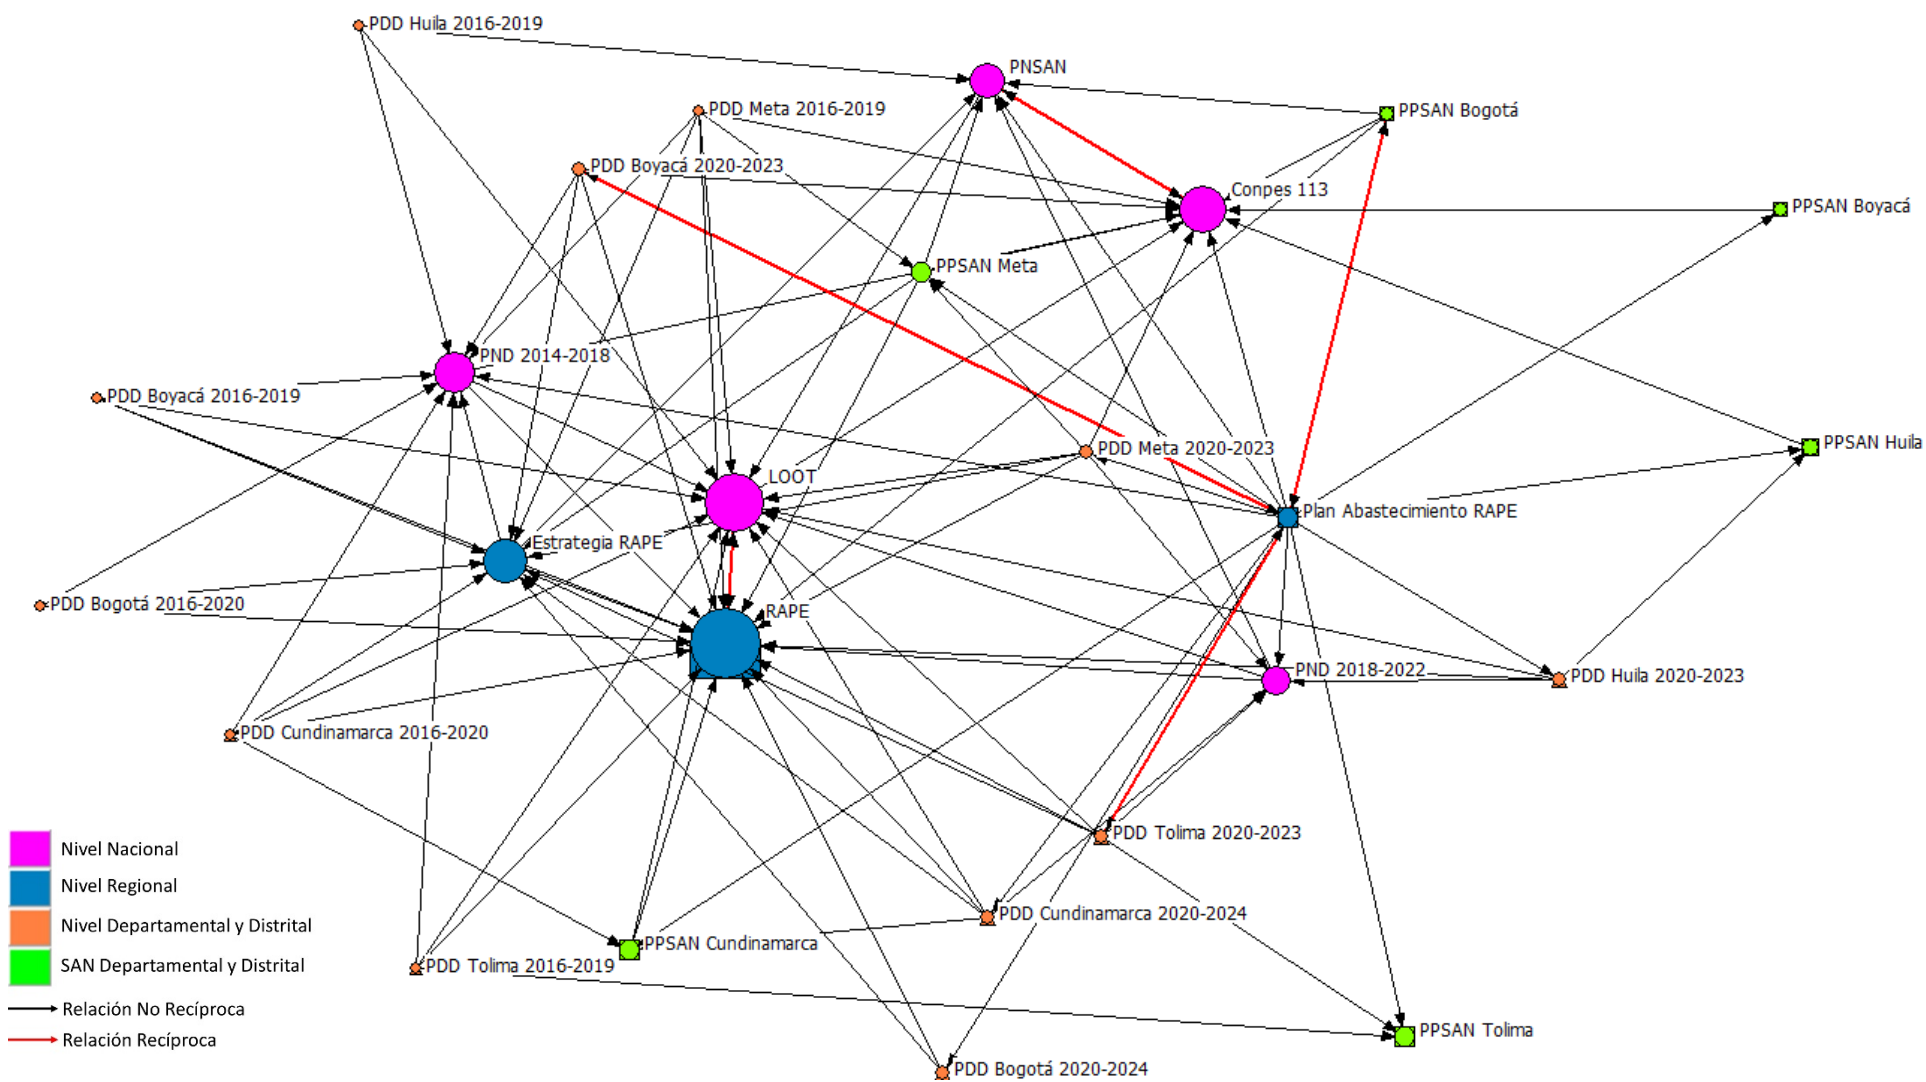 PDD Huila 2016-2019
PNSAN
PDD Meta 2016-2019
PPSAN Bogotá
PDD Boyacá 2020-2023
Conpes 113
PPSAN Boyacá
PPSAN Meta
PND 2014-2018
PDD Boyacá 2016-2019
PDD Meta 2020-2023
PPSAN Huila
LOOT
Plan Abastecimiento RAPE
Estrategia RAPE
PDD Bogotá 2016-2020
RAPE
PND 2018-2022
PDD Huila 2020-2023
PDD Cundinamarca 2016-2020
PDD Tolima 2020-2023
Nivel Nacional
Nivel Regional
PDD Cundinamarca 2020-2024
Nivel Departamental y Distrital
PPSAN Cundinamarca
SAN Departamental y Distrital
PDD Tolima 2016-2019
Relación No Recíproca
PPSAN Tolima
Relación Recíproca
PDD Bogotá 2020-2024